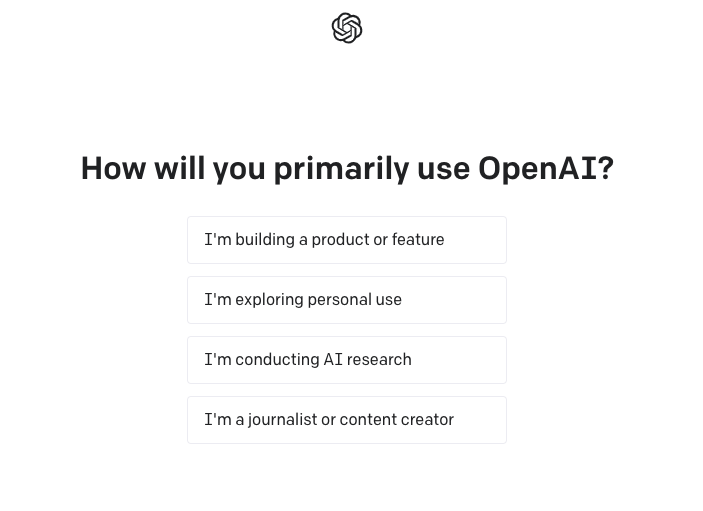 How will you primarily use OpenAI?
I'm building a product or feature
I'm exploring personal use
I'm conducting AI research
I'm a journalist or content creator